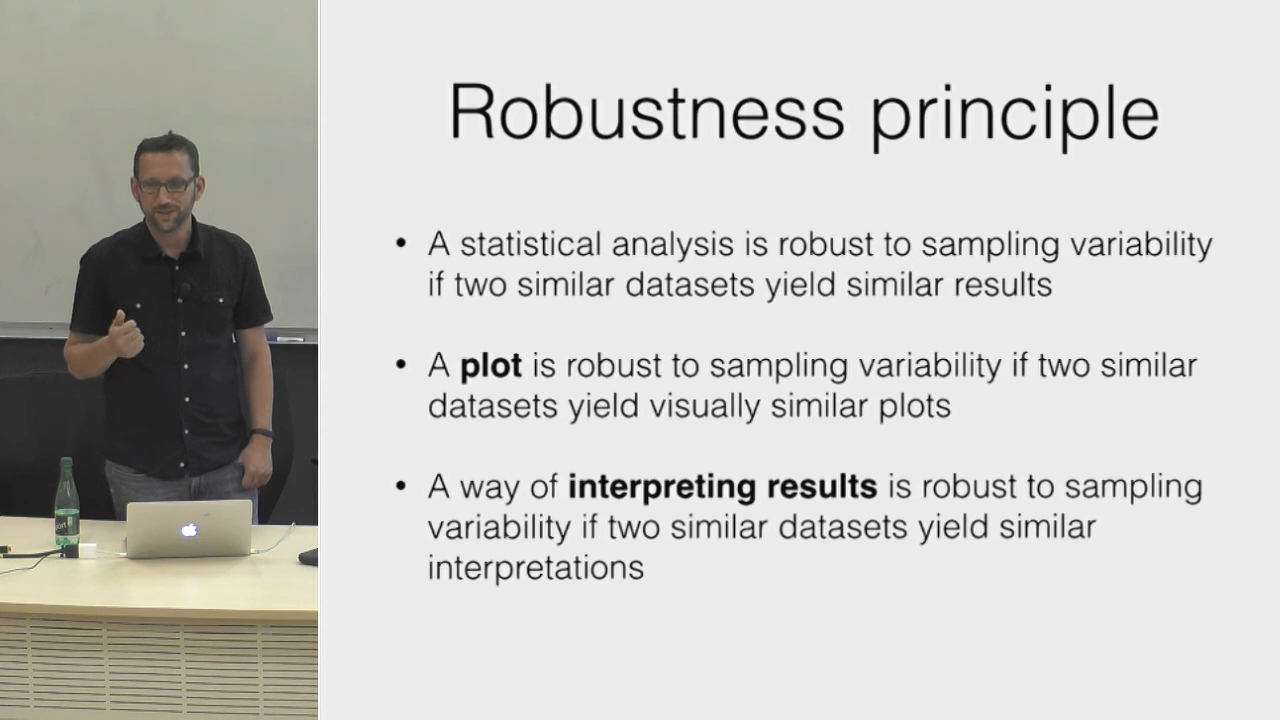 Robustness principle
• A statistical analysis is robust to sampling variability
if two similar datasets yield similar results
• A plot is robust to sampling variability if two similar
datasets yield visually similar plots
• A way of interpreting results is robust to sampling
variability if two similar datasets yield similar
interpretations